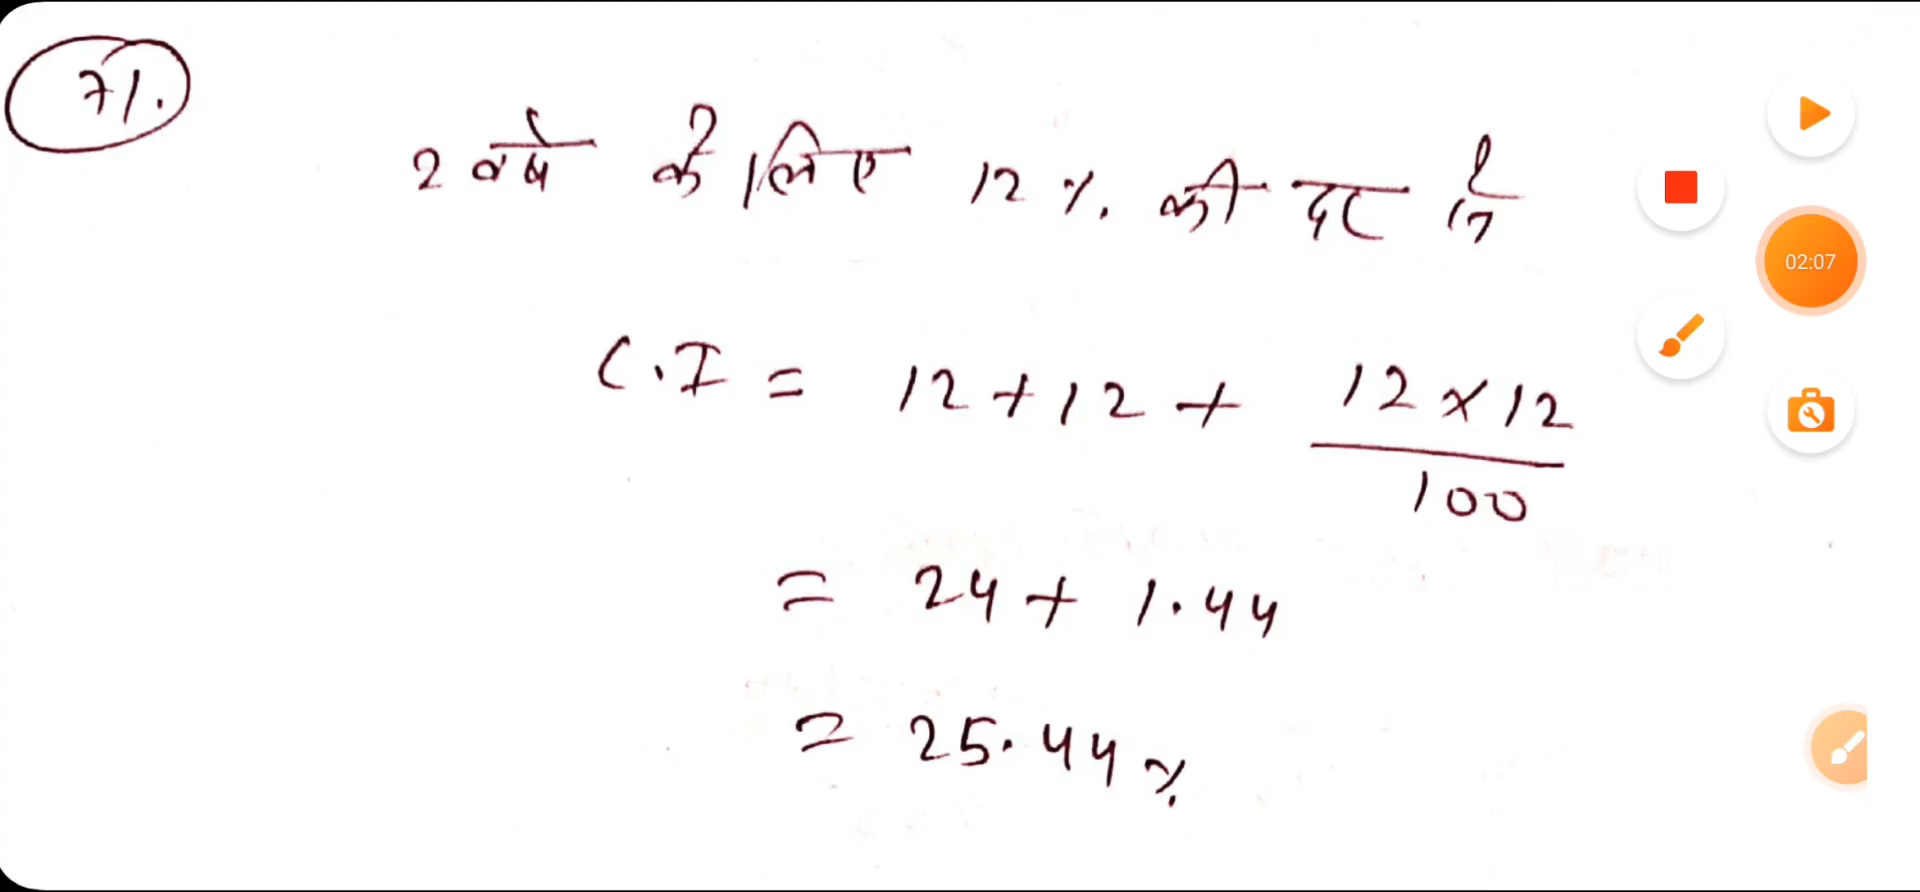 71.
2 वर्ष के लिए 12 %. की दर से
C.I = 12 + 12 + 12 × 12 / 100
= 24 + 1.44
= 25.44 %
02:07